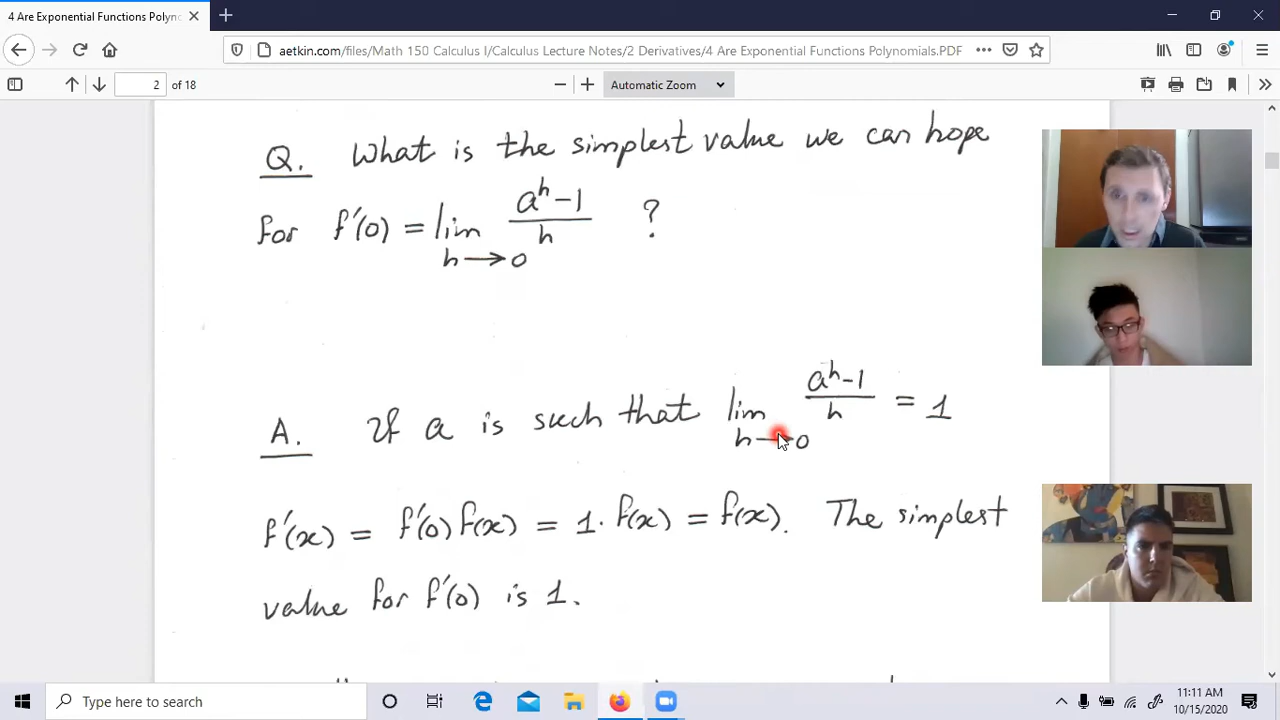 4 Are Exponential Functions Polync
aetkin.com/files/Math 150 Calculus I/Calculus Lecture Notes/2 Derivatives/4 Are Exponential Functions Polynomials.PDF
2 of 18
Automatic Zoom
Q. What is the simplest value we can hope
for f'(0) = lim h→0 (a^h - 1)/h ?
A. If a is such that lim h→0 (a^h - 1)/h = 1
f'(x) = f'(0) f(x) = 1 · f(x) = f(x). The simplest
value for f'(0) is 1.
Type here to search
11:11 AM
10/15/2020